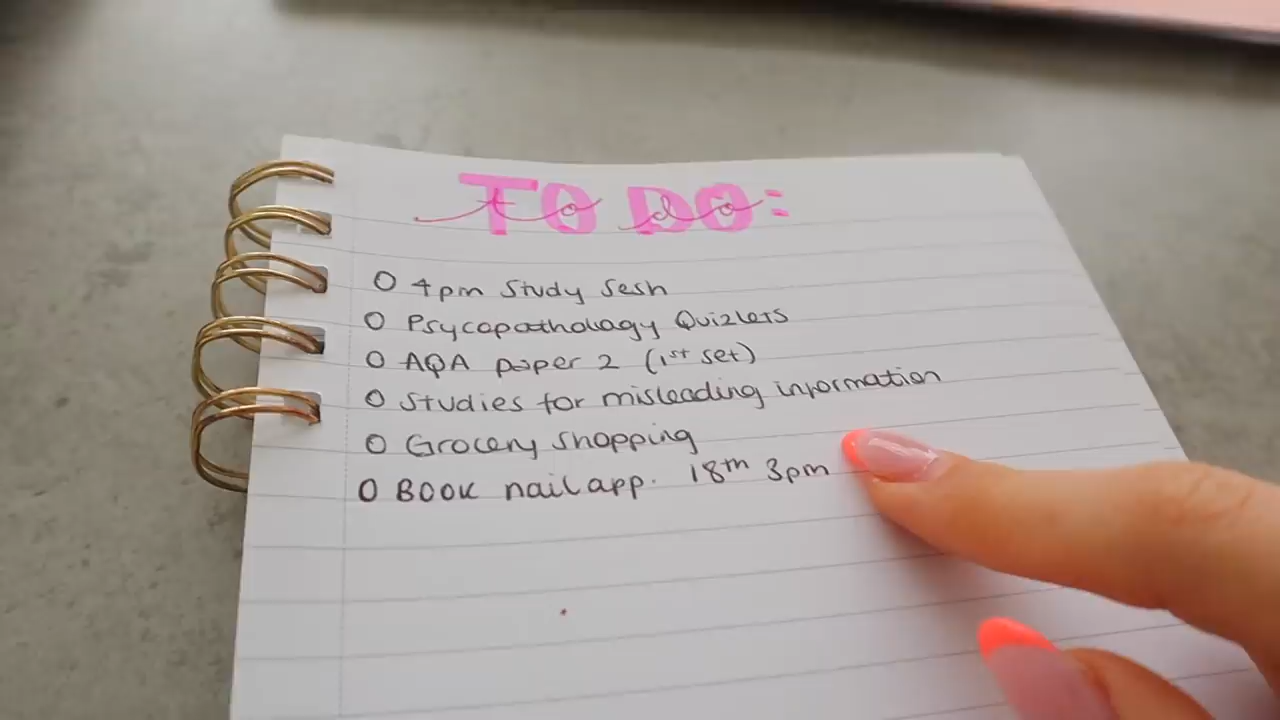 TO DO:
to do
O 4pm Study Sesh
O Psycopathology Quizlets
O AQA paper 2 (1st set)
O Studies for misleading information
O Grocery Shopping
O BOOK nail app. 18th 3pm